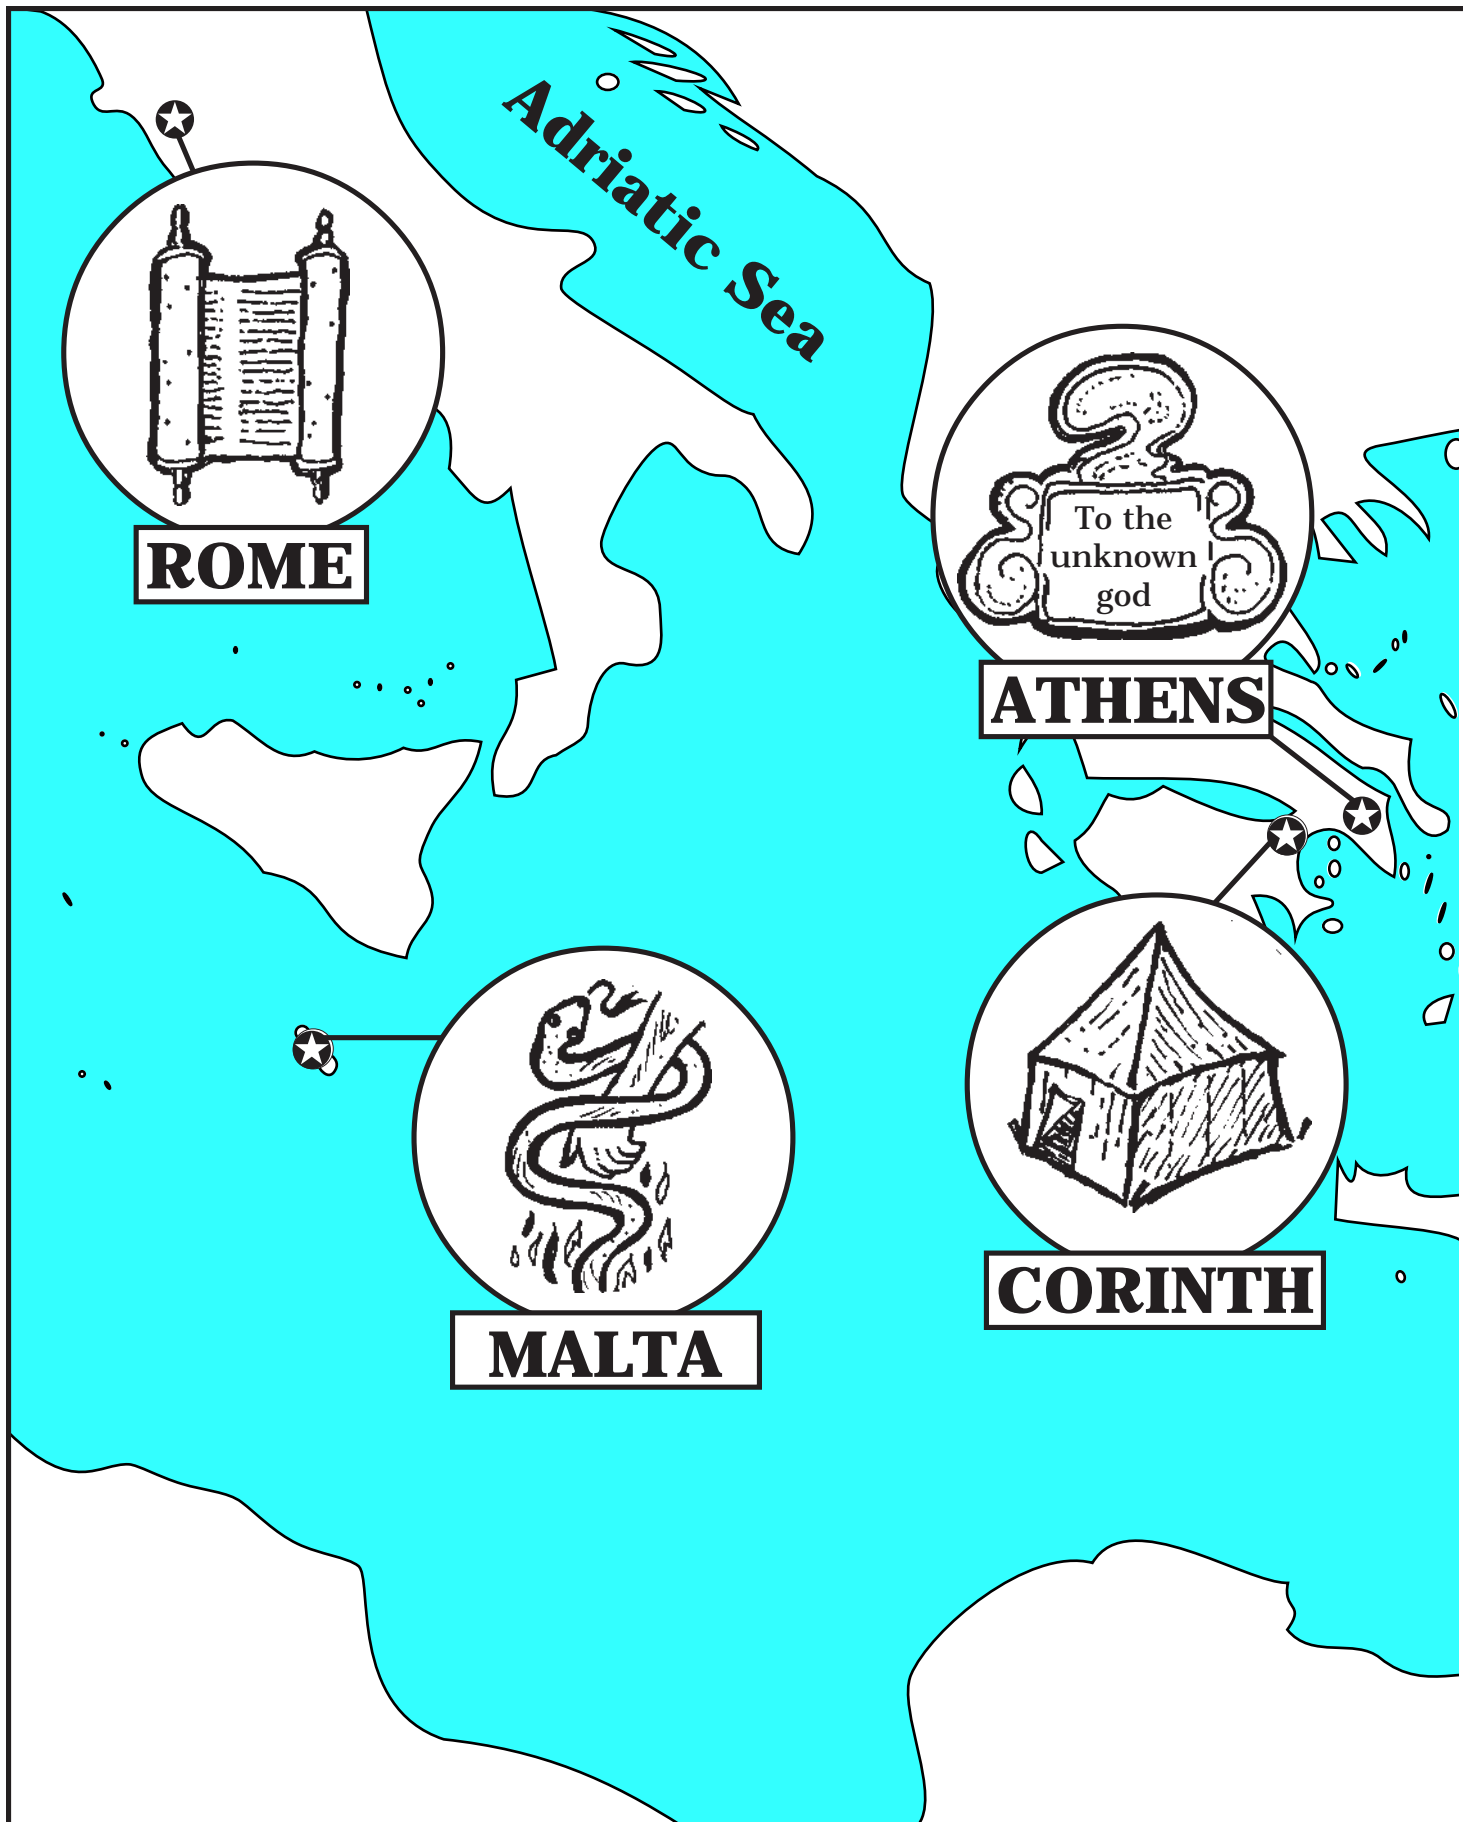 Adriatic Sea
ROME
To the
unknown
god
ATHENS
MALTA
CORINTH